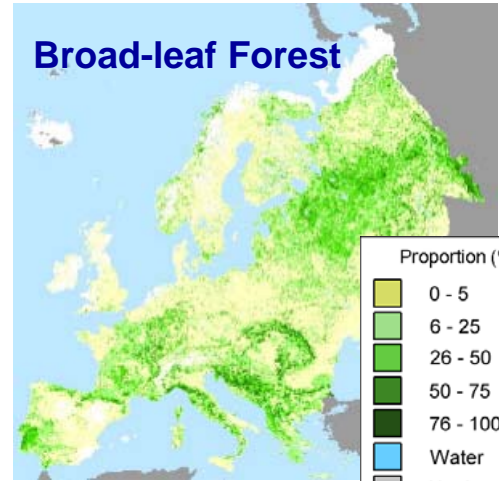 Broad-leaf Forest
Proportion (
0 - 5
6 - 25
26 - 50
50 - 75
76 - 100
Water